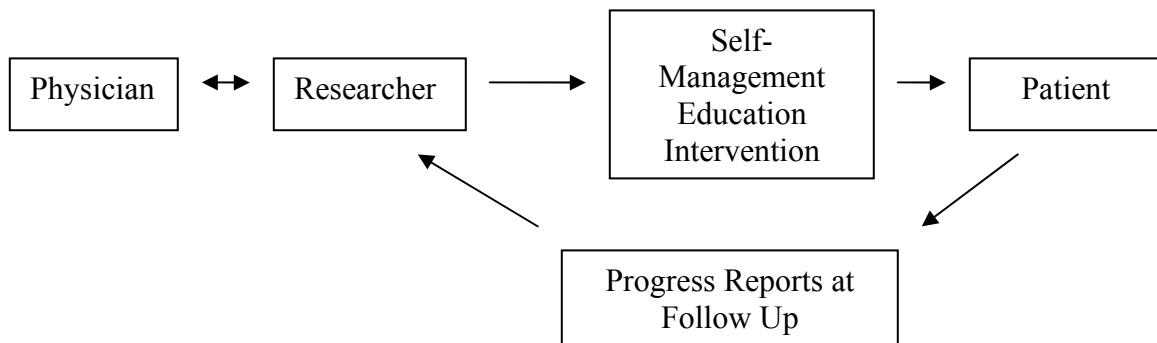 Physician
Researcher
Self-
Management
Education
Intervention
Patient
Progress Reports at
Follow Up